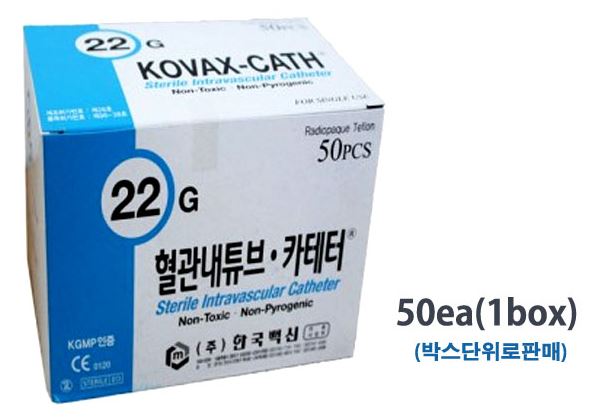 22 G
KOVAX-CATH®
Sterile Intravascular Catheter
Non-Toxic · Non-Pyrogenic
FOR SINGLE USE
Radiopaque Teflon
50PCS
22 G
혈관내튜브·카테터®
Sterile Intravascular Catheter
Non-Toxic · Non-Pyrogenic
KGMP인증
CE 0120
STERILE EO
(주) 한국백신
50ea(1box)
(박스단위로판매)